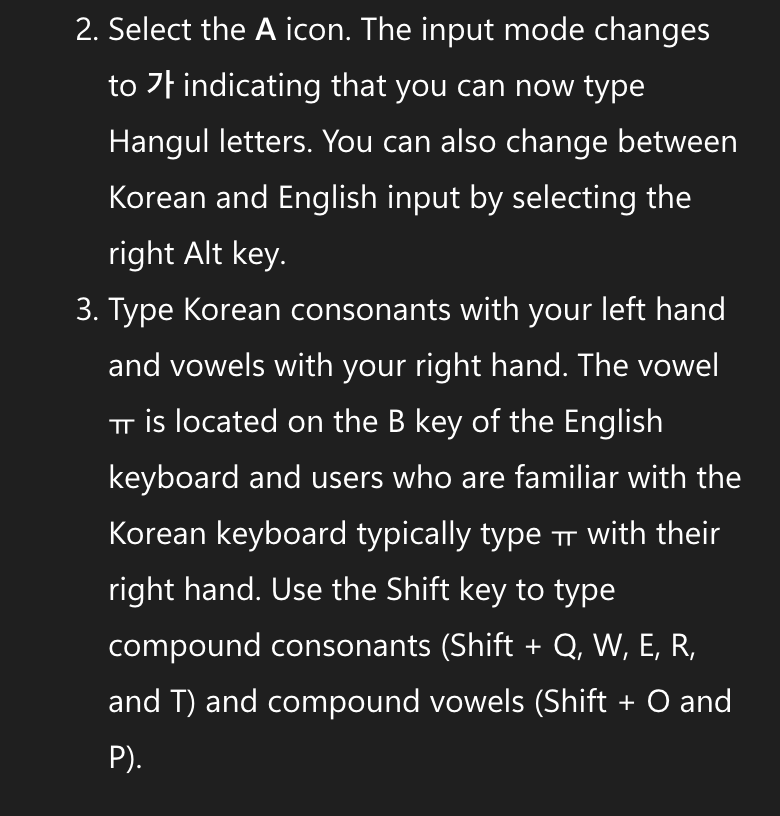 2. Select the A icon. The input mode changes
to 가 indicating that you can now type
Hangul letters. You can also change between
Korean and English input by selecting the
right Alt key.
3. Type Korean consonants with your left hand
and vowels with your right hand. The vowel
ㅠ is located on the B key of the English
keyboard and users who are familiar with the
Korean keyboard typically type ㅠ with their
right hand. Use the Shift key to type
compound consonants (Shift + Q, W, E, R,
and T) and compound vowels (Shift + O and
P).